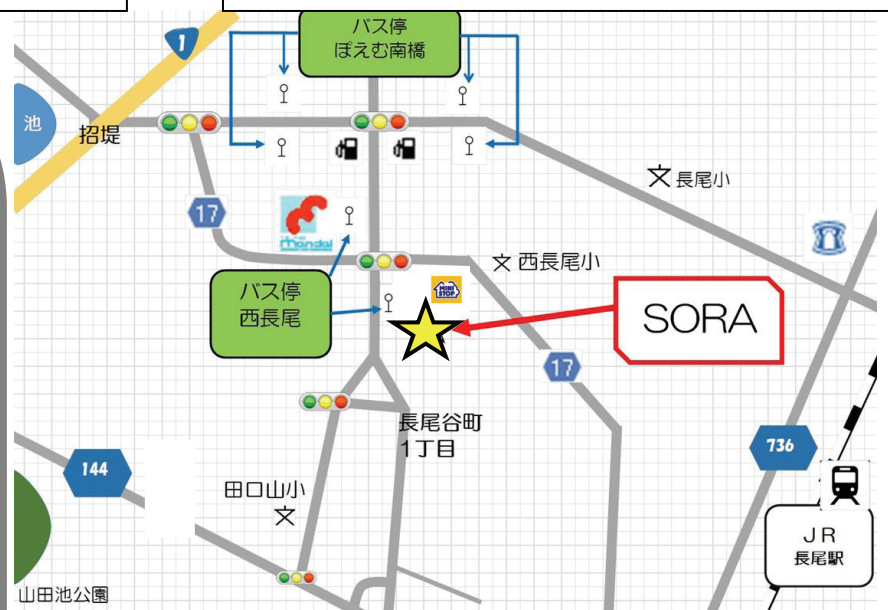 バス停
ぽえむ南橋
1
池
招堤
文 長尾小
17
mandai
文 西長尾小
バス停
西長尾
MINI
STOP
SORA
17
長尾谷町
1丁目
736
144
田口山小
文
JR
長尾駅
山田池公園